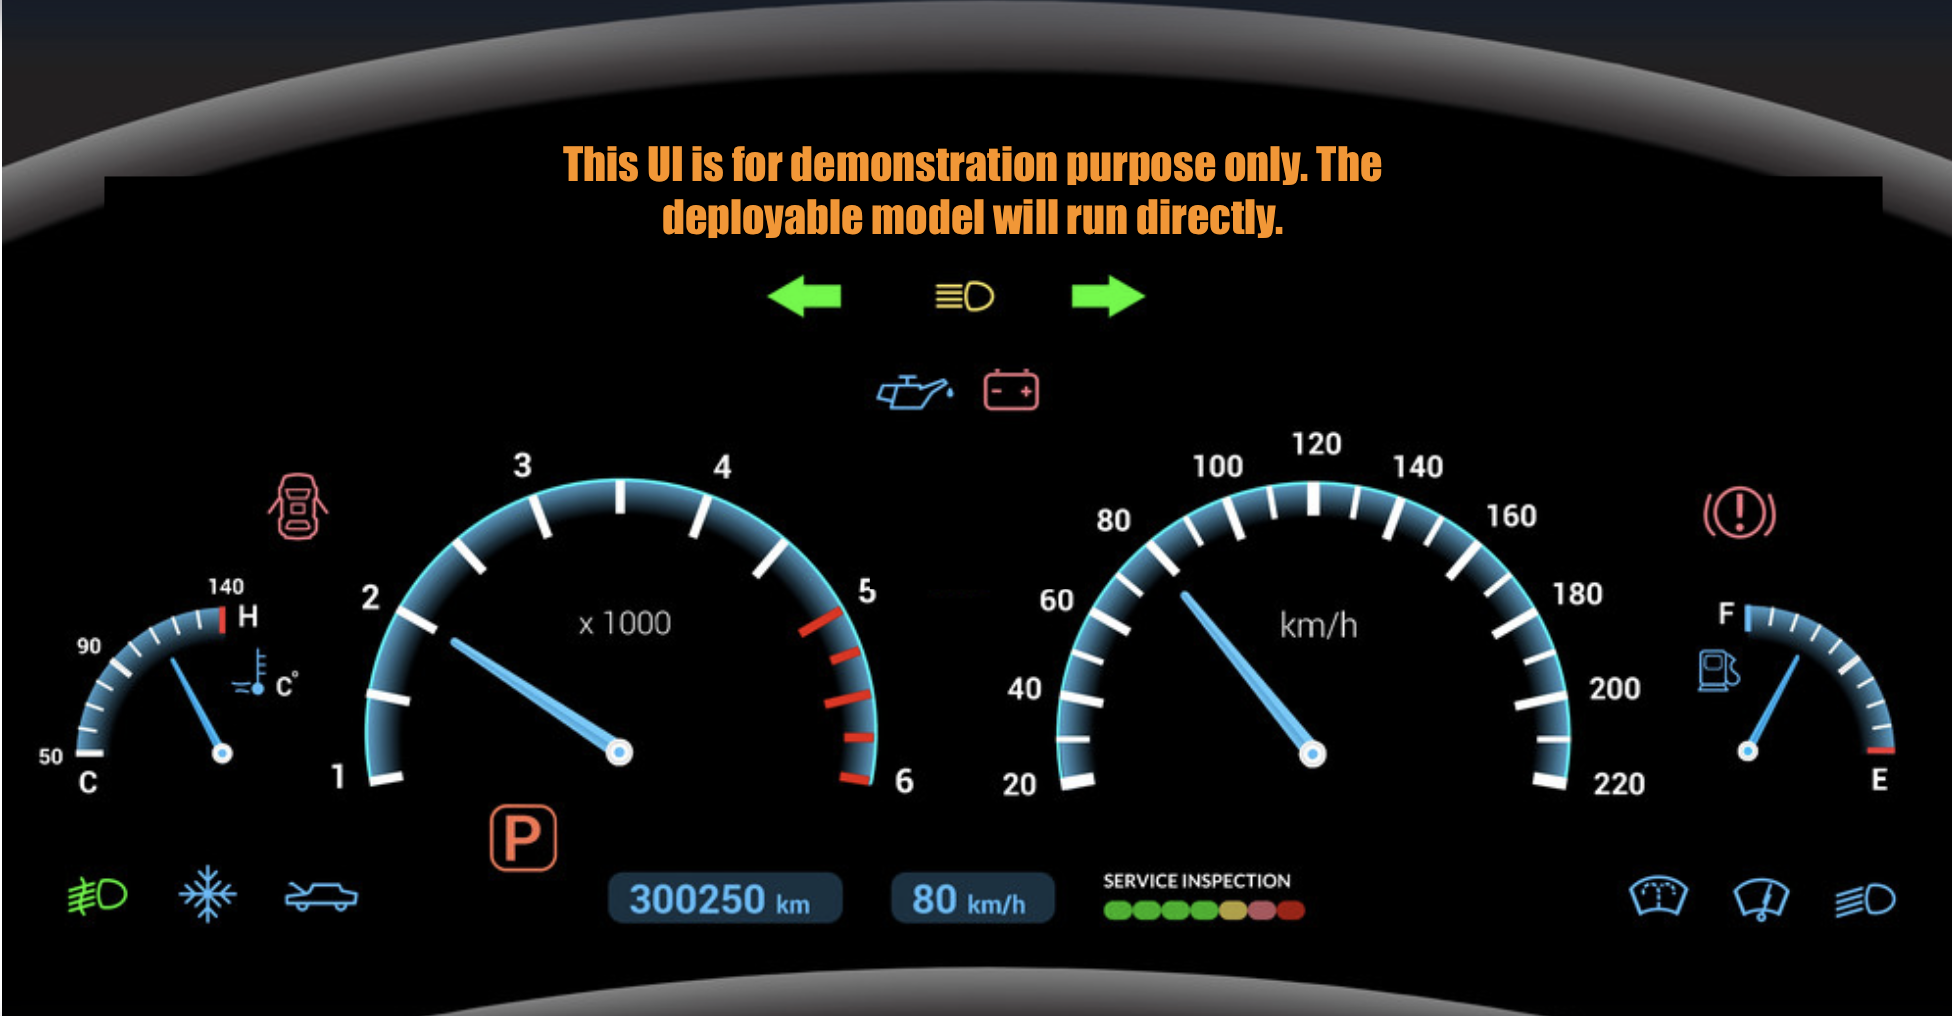 This UI is for demonstration purpose only. The
deployable model will run directly.
- +
3
4
100
120
140
80
160
140
H
2
5
60
180
F
x 1000
km/h
90
C°
40
200
50
C
1
6
20
220
E
P
300250 km
80 km/h
SERVICE INSPECTION